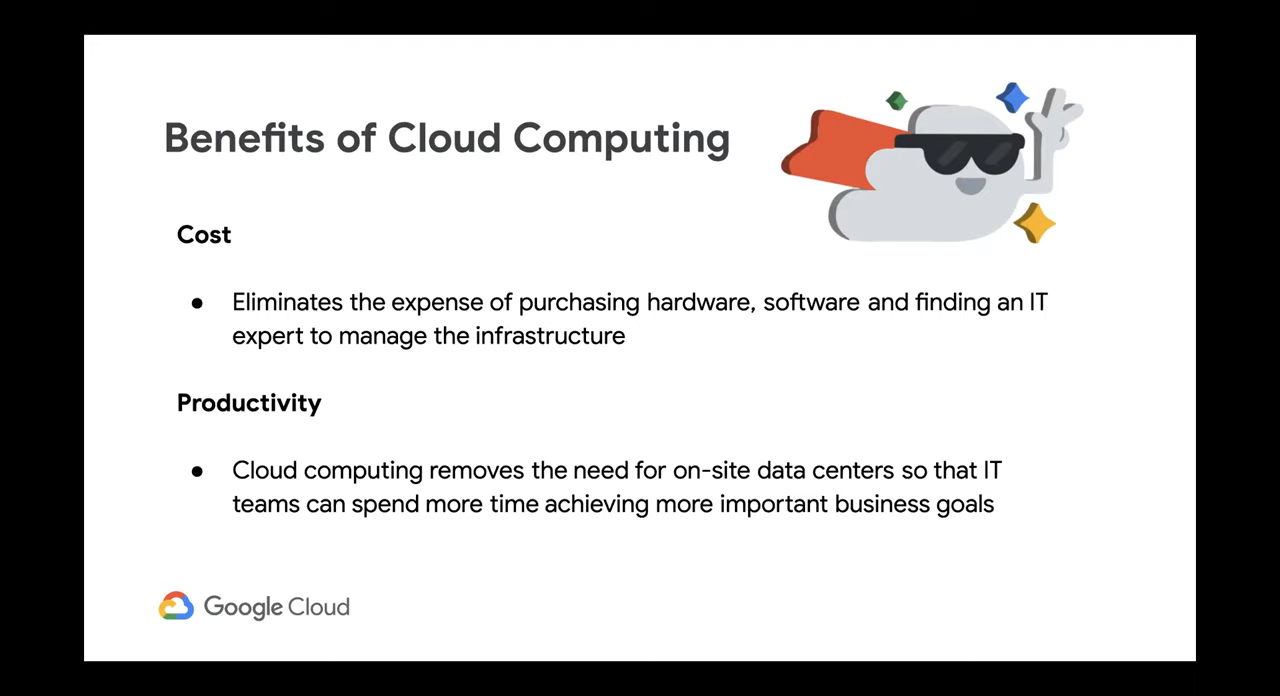 Benefits of Cloud Computing
Cost
● Eliminates the expense of purchasing hardware, software and finding an IT
expert to manage the infrastructure
Productivity
● Cloud computing removes the need for on-site data centers so that IT
teams can spend more time achieving more important business goals
Google Cloud